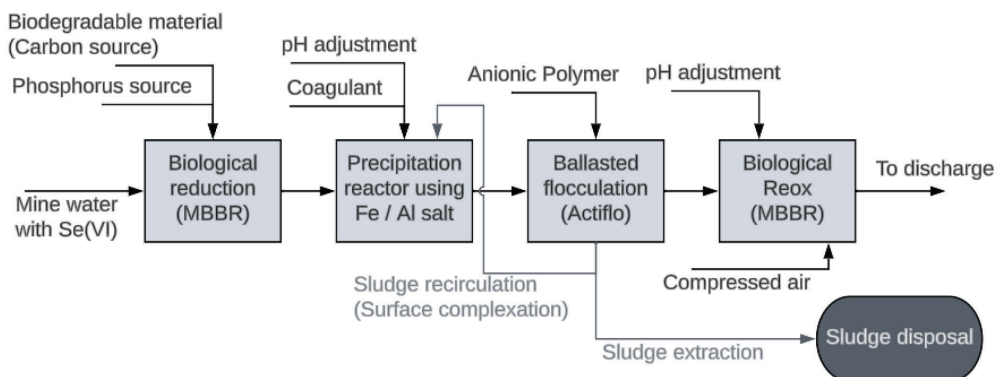 Biodegradable material
(Carbon source)
Phosphorus source
pH adjustment
Coagulant
Anionic Polymer
pH adjustment
Mine water
with Se(VI)
Biological
reduction
(MBBR)
Precipitation
reactor using
Fe / Al salt
Ballasted
flocculation
(Actiflo)
Biological
Reox
(MBBR)
To discharge
Sludge recirculation
(Surface complexation)
Compressed air
Sludge extraction
Sludge disposal